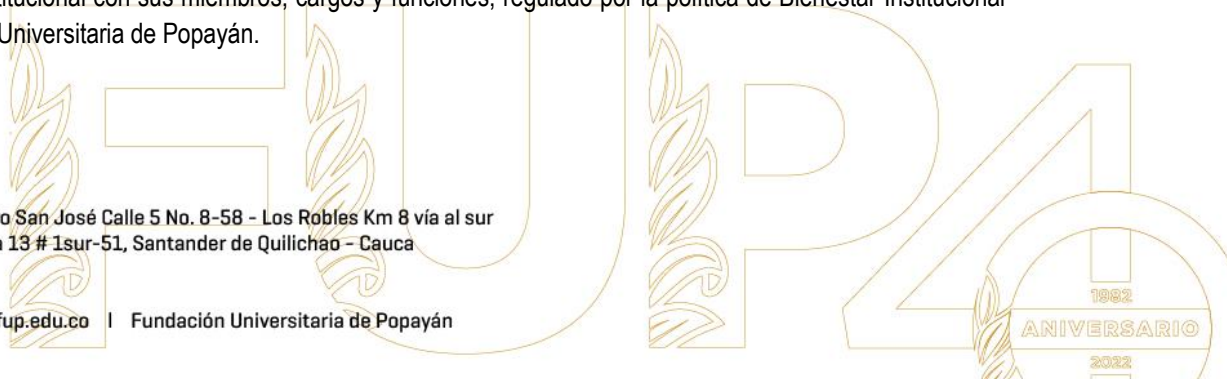 titucional con sus miembros, cargos y funciones, regulado por la política de Bienestar Institucional
Universitaria de Popayán.
FUP4
o San José Calle 5 No. 8-58 - Los Robles Km 8 vía al sur
13 # 1sur-51, Santander de Quilichao - Cauca
fup.edu.co | Fundación Universitaria de Popayán
1982
ANIVERSARIO
2022